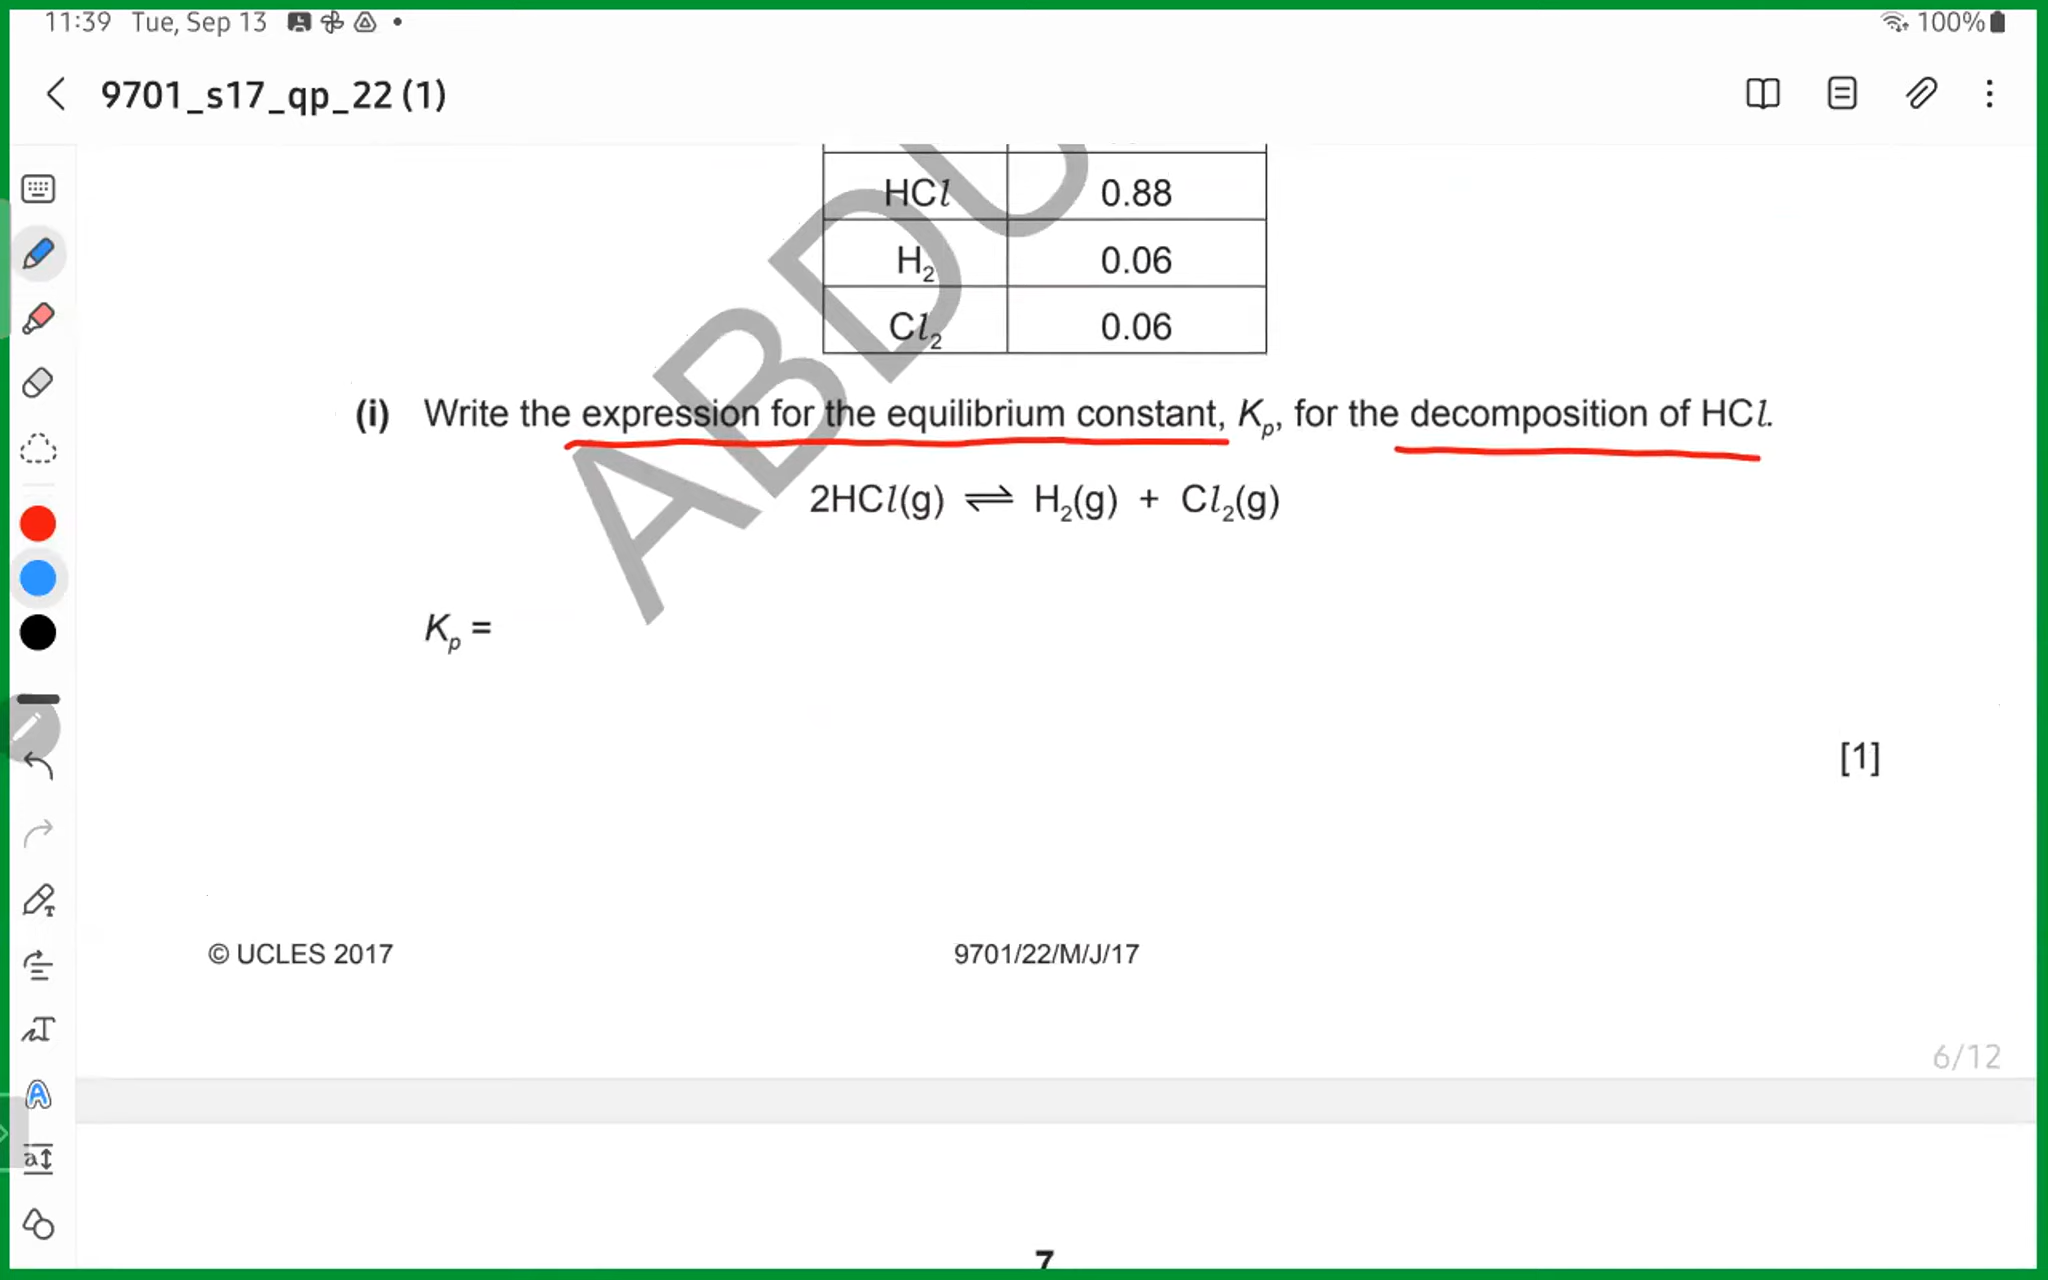 11:39 Tue, Sep 13
100%
9701_s17_qp_22 (1)
HCl 0.88
H₂ 0.06
Cl₂ 0.06
(i) Write the expression for the equilibrium constant, Kₚ, for the decomposition of HCl.
2HCl(g) ⇌ H₂(g) + Cl₂(g)
Kₚ =
[1]
© UCLES 2017
9701/22/M/J/17
6/12
7